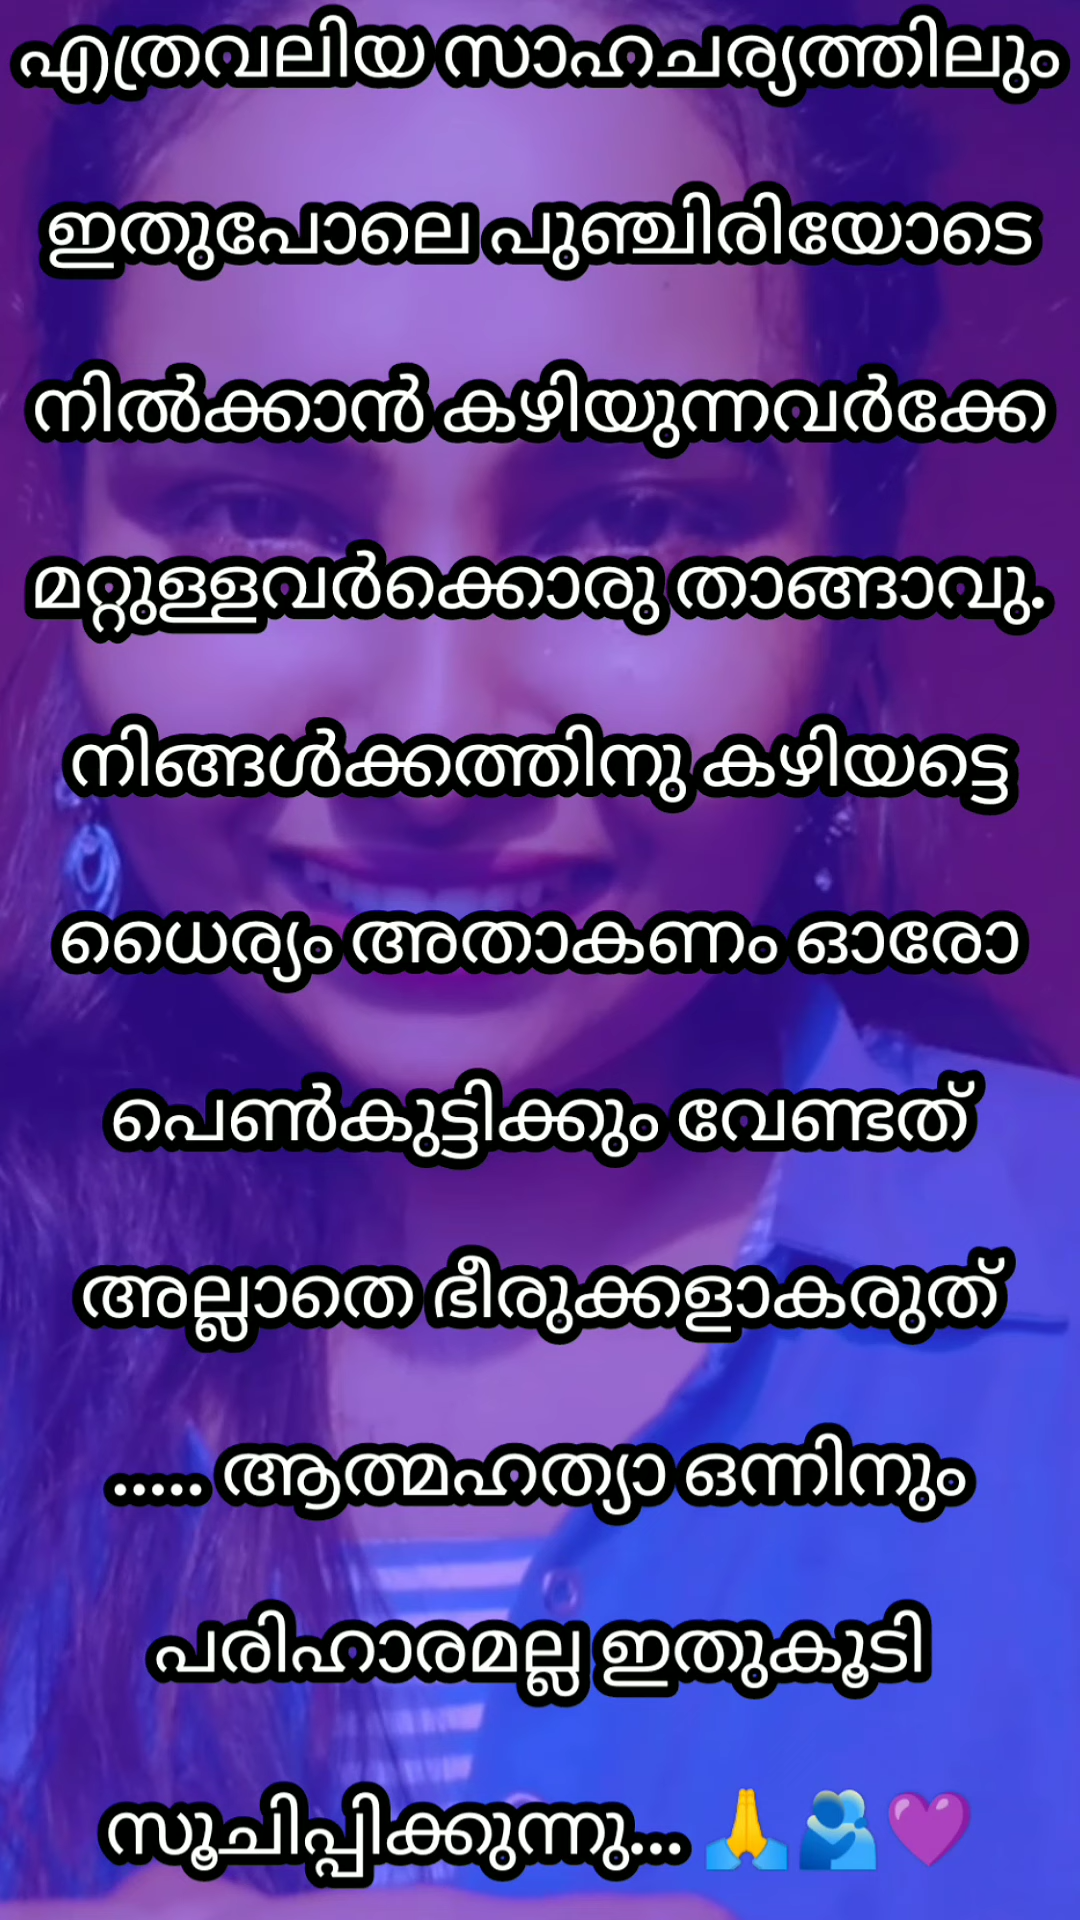 എത്രവലിയ സാഹചര്യത്തിലും
ഇതുപോലെ പുഞ്ചിരിയോടെ
നിൽക്കാൻ കഴിയുന്നവർക്കേ
മറ്റുള്ളവർക്കൊരു താങ്ങാവു.
നിങ്ങൾക്കത്തിനു കഴിയട്ടെ
ധൈര്യം അതാകണം ഓരോ
പെൺകുട്ടിക്കും വേണ്ടത്
അല്ലാതെ ഭീരുക്കളാകരുത്
..... ആത്മഹത്യാ ഒന്നിനും
പരിഹാരമല്ല ഇതുകൂടി
സൂചിപ്പിക്കുന്നു... 🙏🫂💜